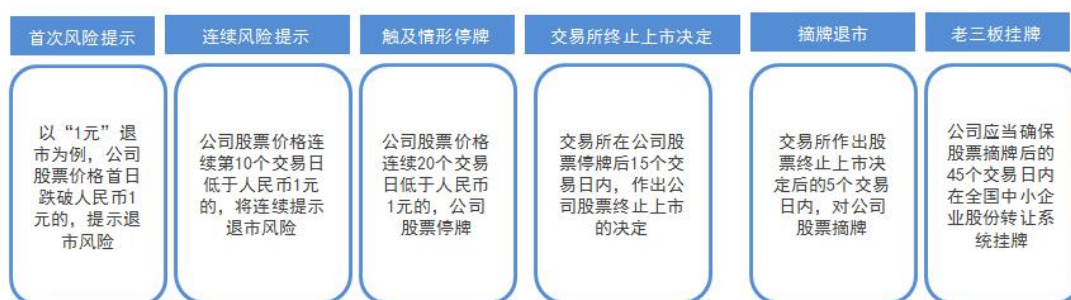 首次风险提示
连续风险提示
触及情形停牌
交易所终止上市决定
摘牌退市
老三板挂牌
以“1元”退
市为例，公司
股票价格首日
跌破人民币1
元的，提示退
市风险
公司股票价格连
续第10个交易日
低于人民币1元
的，将连续提示
退市风险
公司股票价格
连续20个交易
日低于人民币
1元的，公司
股票停牌
交易所在公司股
票停牌后15个交
易日内，作出公
司股票终止上市
的决定
交易所作出股
票终止上市决
定后的5个交易
日内，对公司
股票摘牌
公司应当确保
股票摘牌后的
45个交易日内
在全国中小企
业股份转让系
统挂牌